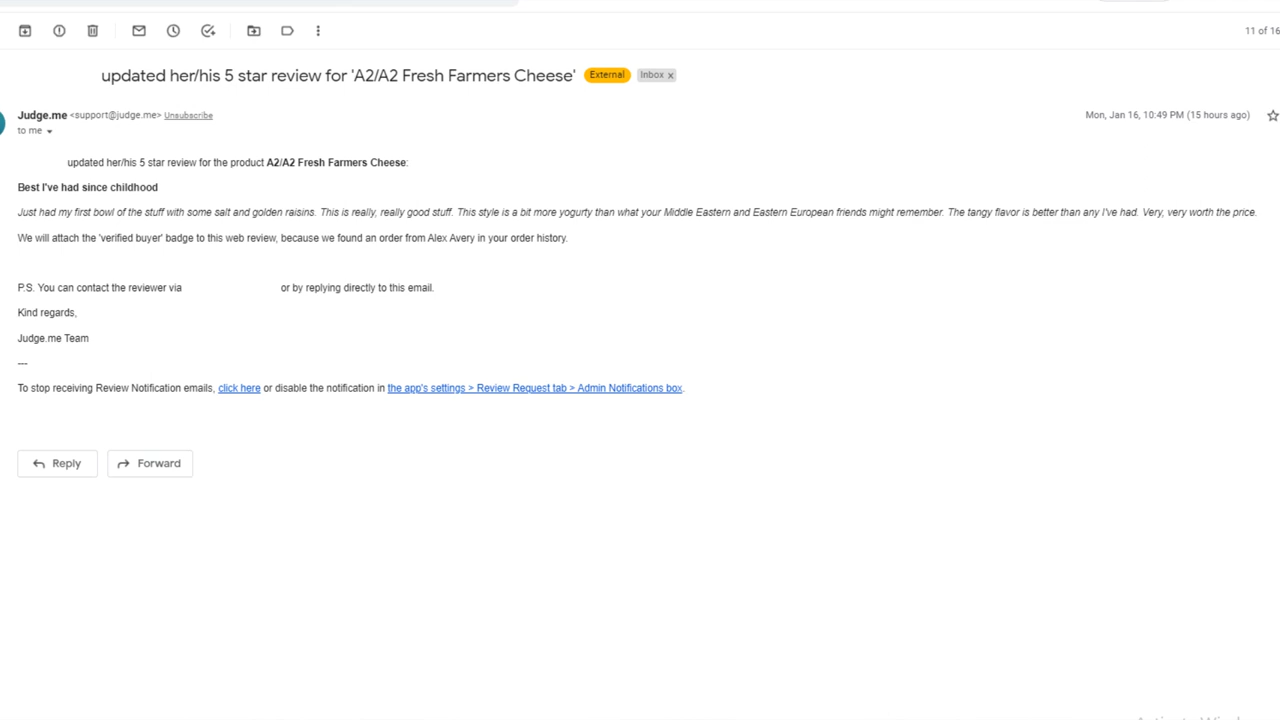 11 of 16
updated her/his 5 star review for 'A2/A2 Fresh Farmers Cheese' External Inbox x
Judge.me <support@judge.me> Unsubscribe Mon, Jan 16, 10:49 PM (15 hours ago)
to me
updated her/his 5 star review for the product A2/A2 Fresh Farmers Cheese:
Best I've had since childhood
Just had my first bowl of the stuff with some salt and golden raisins. This is really, really good stuff. This style is a bit more yogurty than what your Middle Eastern and Eastern European friends might remember. The tangy flavor is better than any I've had. Very, very worth the price.
We will attach the 'verified buyer' badge to this web review, because we found an order from Alex Avery in your order history.
P.S. You can contact the reviewer via or by replying directly to this email.
Kind regards,
Judge.me Team
---
To stop receiving Review Notification emails, click here or disable the notification in the app's settings > Review Request tab > Admin Notifications box.
Reply Forward